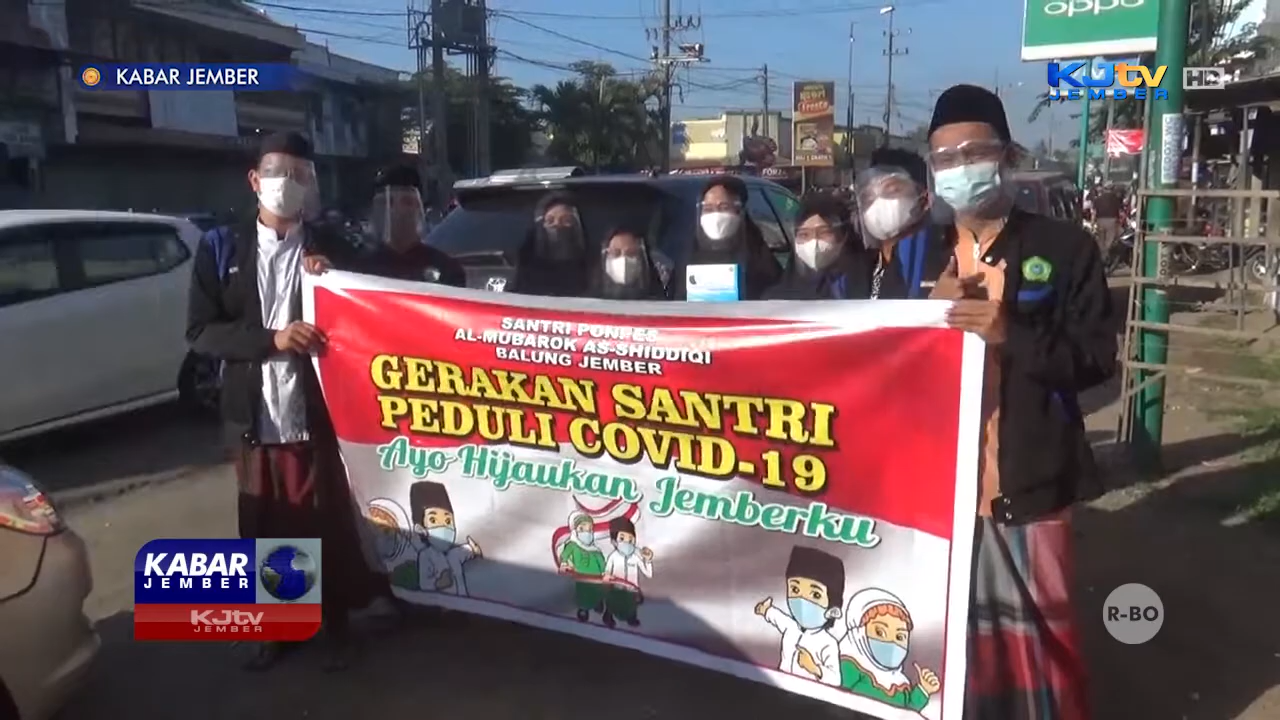 KABAR JEMBER
oppo
KJtv
JEMBER
HD
SANTRI PONPES
AL-MUBAROK AS-SHIDDIQI
BALUNG JEMBER
GERAKAN SANTRI
PEDULI COVID-19
Ayo Hijaukan Jemberku
KABAR
JEMBER
KJtv
JEMBER
R-BO